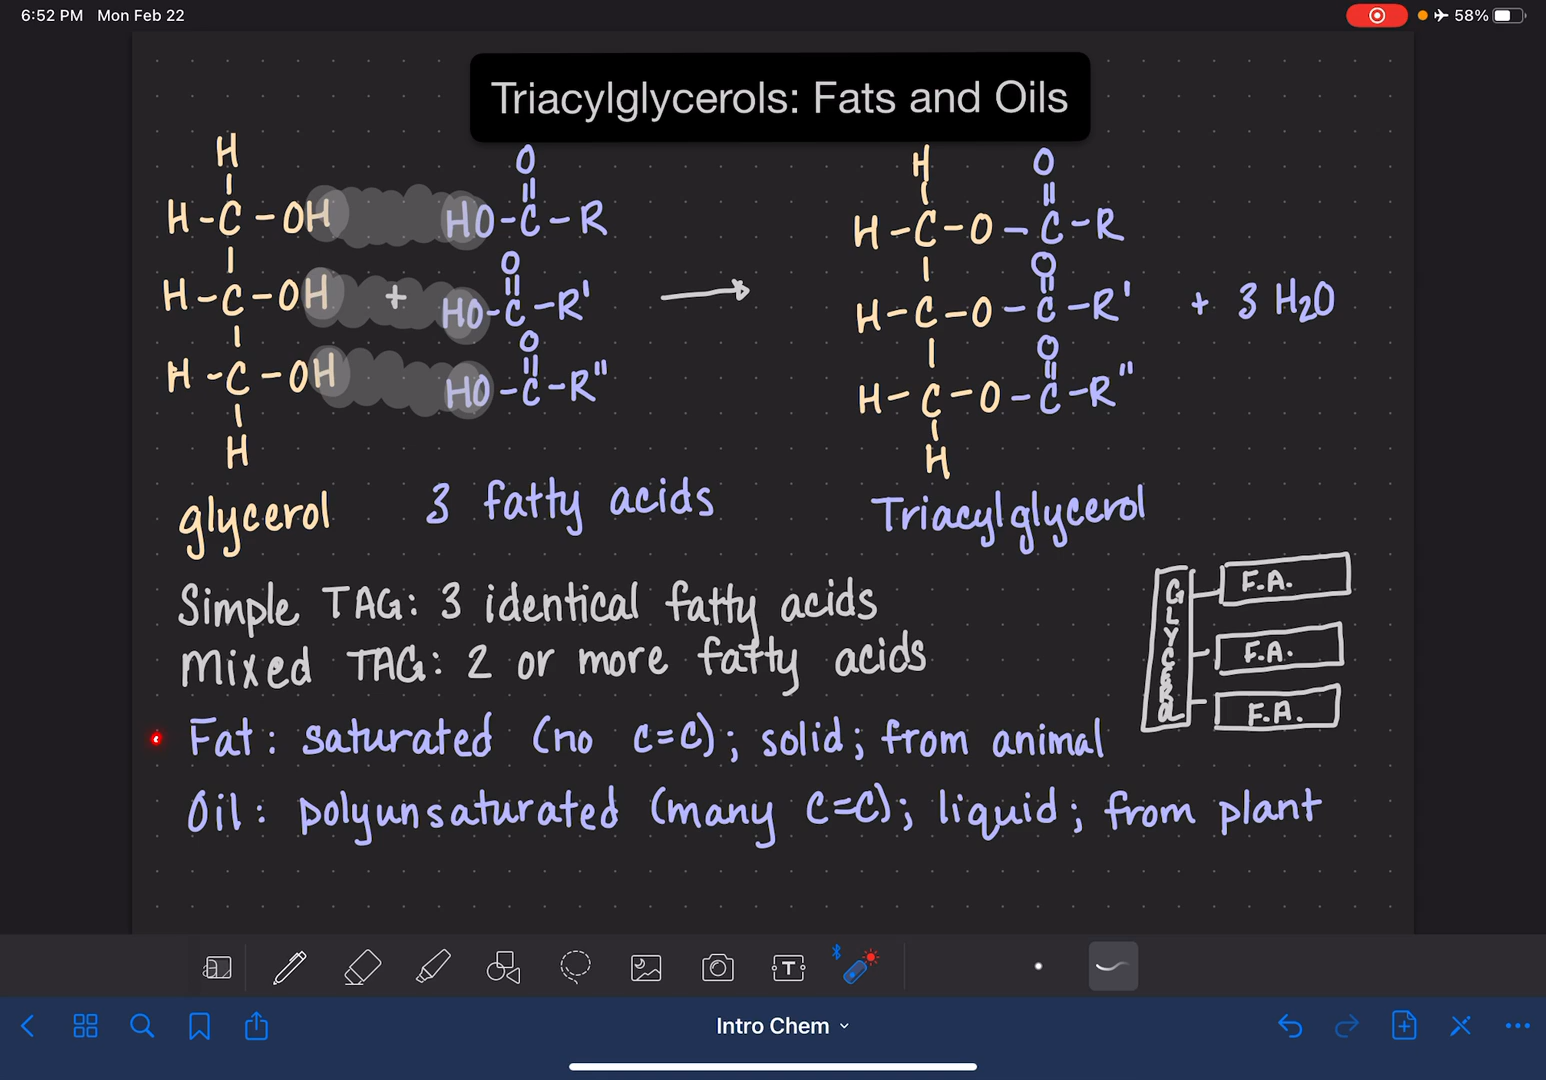 6:52 PM Mon Feb 22
58%
Triacylglycerols: Fats and Oils
H
H-C-OH
H-C-OH
H-C-OH
H
+
O
HO-C-R
O
HO-C-R'
O
HO-C-R"
H
O
H-C-O-C-R
O
H-C-O-C-R'
O
H-C-O-C-R"
H
+ 3 H2O
glycerol
3 fatty acids
Triacylglycerol
Simple TAG: 3 identical fatty acids
Mixed TAG: 2 or more fatty acids
GLYCEROL
F.A.
F.A.
F.A.
Fat: saturated (no C=C); solid; from animal
Oil: polyunsaturated (many C=C); liquid; from plant
T
Intro Chem